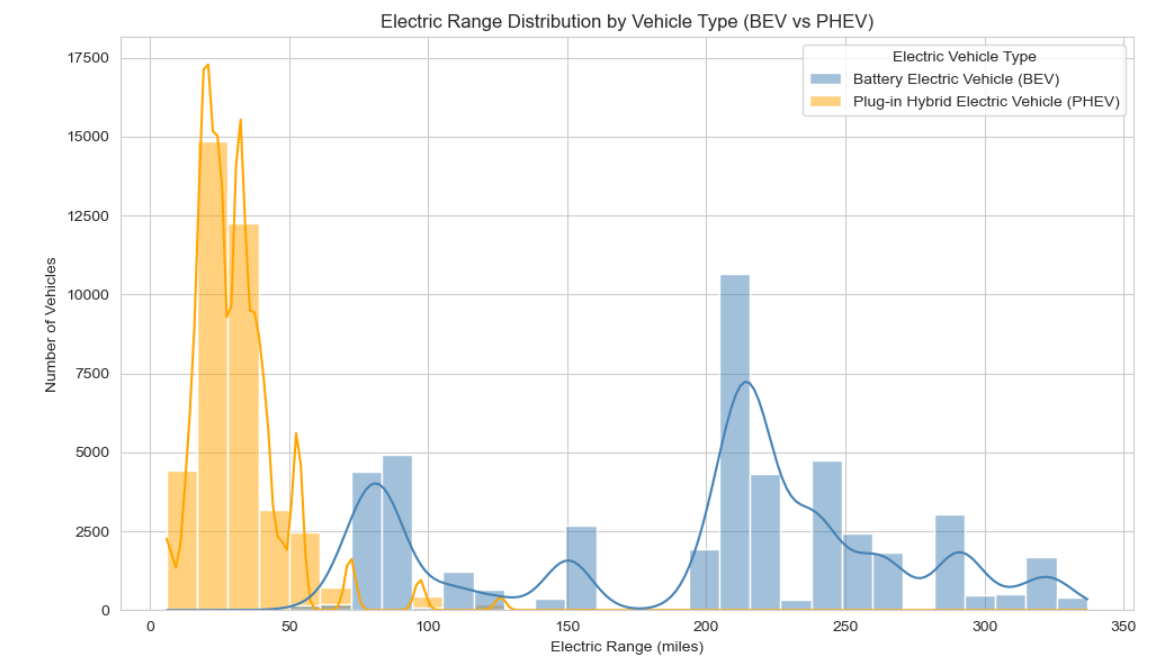 Electric Range Distribution by Vehicle Type (BEV vs PHEV)
Electric Vehicle Type
Battery Electric Vehicle (BEV)
Plug-in Hybrid Electric Vehicle (PHEV)
Number of Vehicles
17500
15000
12500
10000
7500
5000
2500
0
0 50 100 150 200 250 300 350
Electric Range (miles)